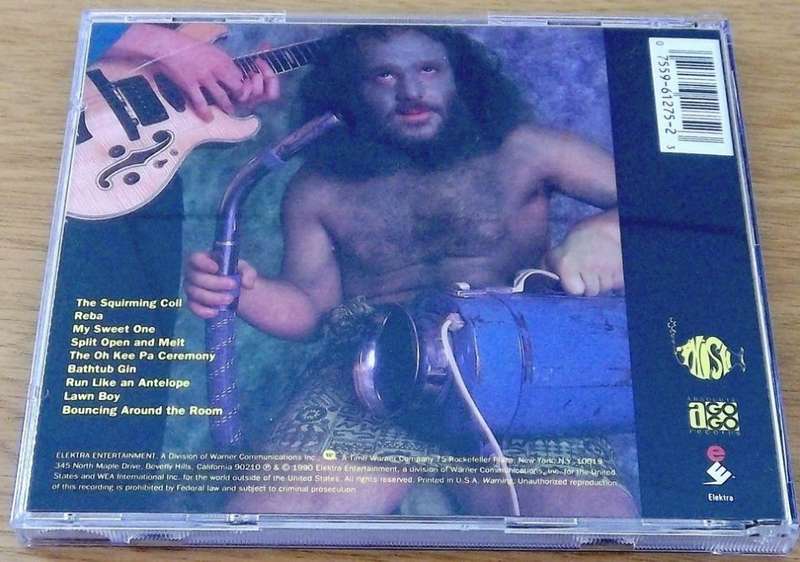 0 7559-61275-2 5
The Squirming Coil
Reba
My Sweet One
Split Open and Melt
The Oh Kee Pa Ceremony
Bathtub Gin
Run Like an Antelope
Lawn Boy
Bouncing Around the Room
PHISH
ABSOLUTE
a GO GO
records
Elektra
ELEKTRA ENTERTAINMENT, A Division of Warner Communications Inc. A Time Warner Company 75 Rockefeller Plaza, New York, N.Y. 10019
345 North Maple Drive, Beverly Hills, California 90210 ℗ & © 1990 Elektra Entertainment, a division of Warner Communications, Inc. for the United
States and WEA International Inc. for the world outside of the United States. All rights reserved. Printed in U.S.A. Warning: Unauthorized reproduction
of this recording is prohibited by Federal law and subject to criminal prosecution.